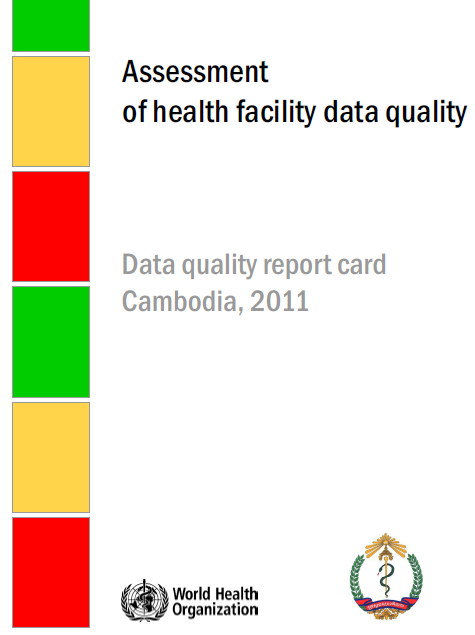 Assessment
of health facility data quality
Data quality report card
Cambodia, 2011
World Health
Organization